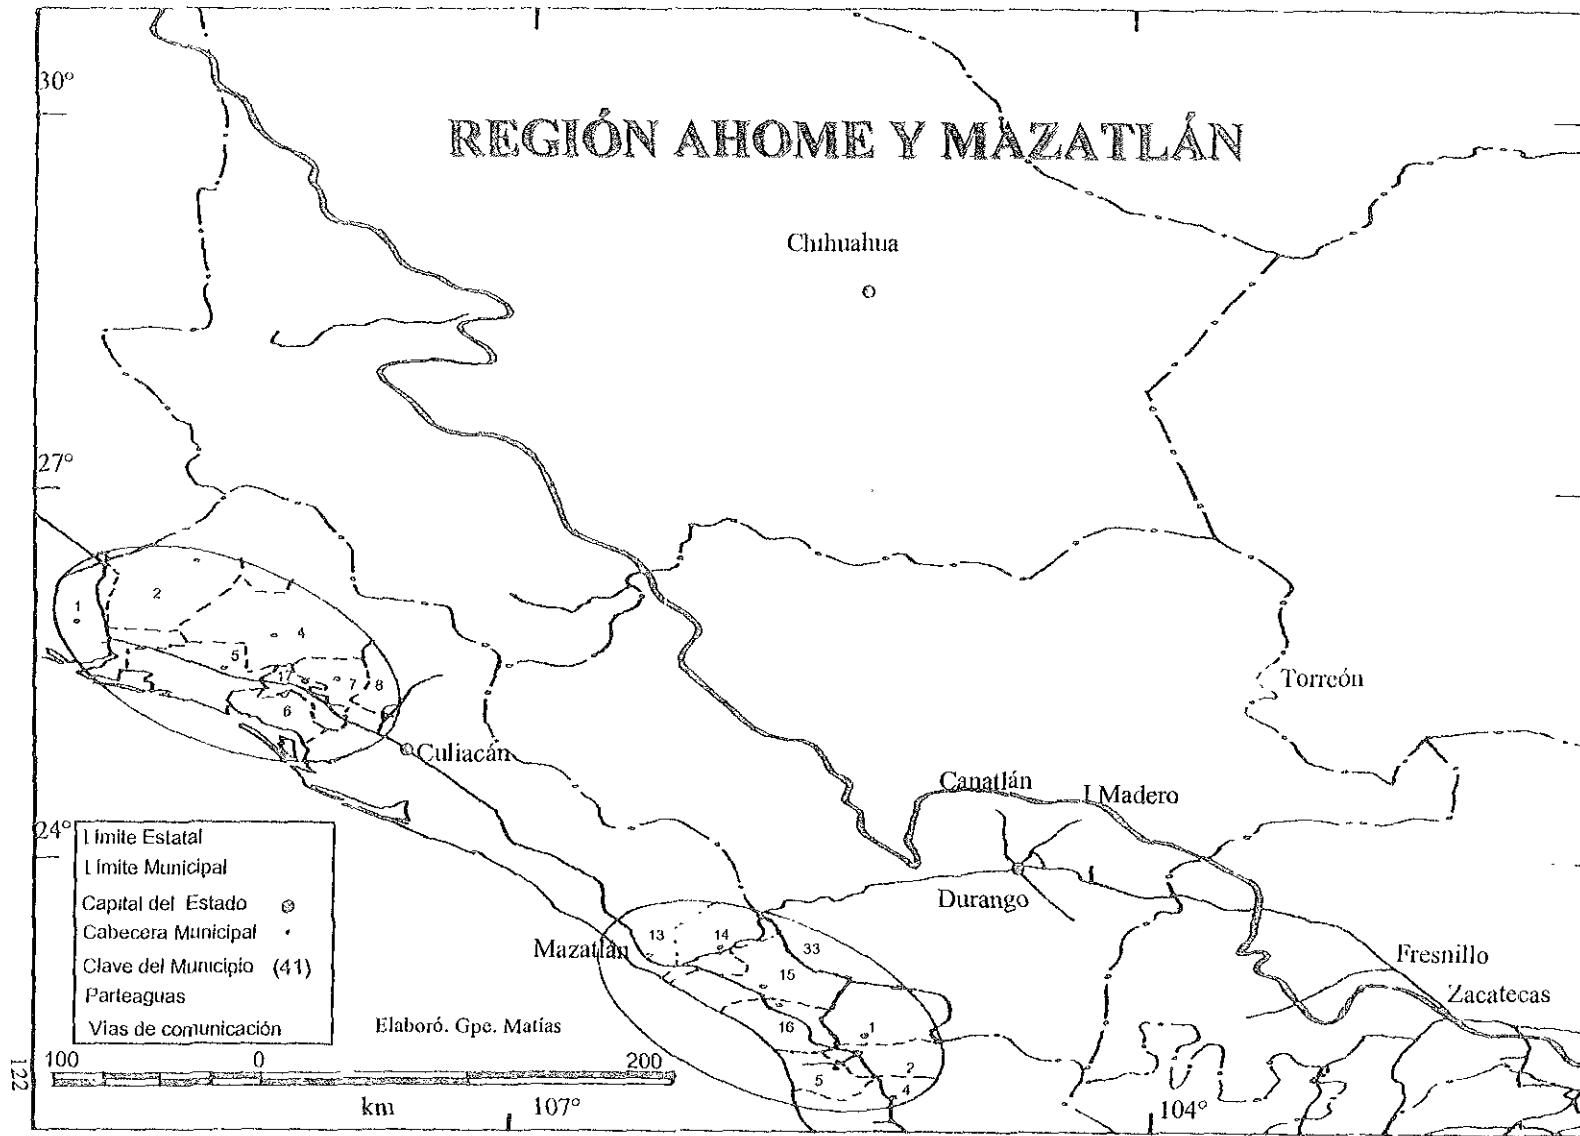 30°
REGIÓN AHOME Y MAZATLÁN
Chihuahua
27°
1
2
4
5
17
7
8
6
Torreón
Culiacán
Canatlán
I Madero
24°
Límite Estatal
Límite Municipal
Capital del Estado
Cabecera Municipal
Clave del Municipio (41)
Parteaguas
Vías de comunicación
Durango
Mazatlán
13
14
33
15
16
1
2
5
4
Fresnillo
Zacatecas
Elaboró. Gpe. Matías
100 0 200
km
107°
104°
122